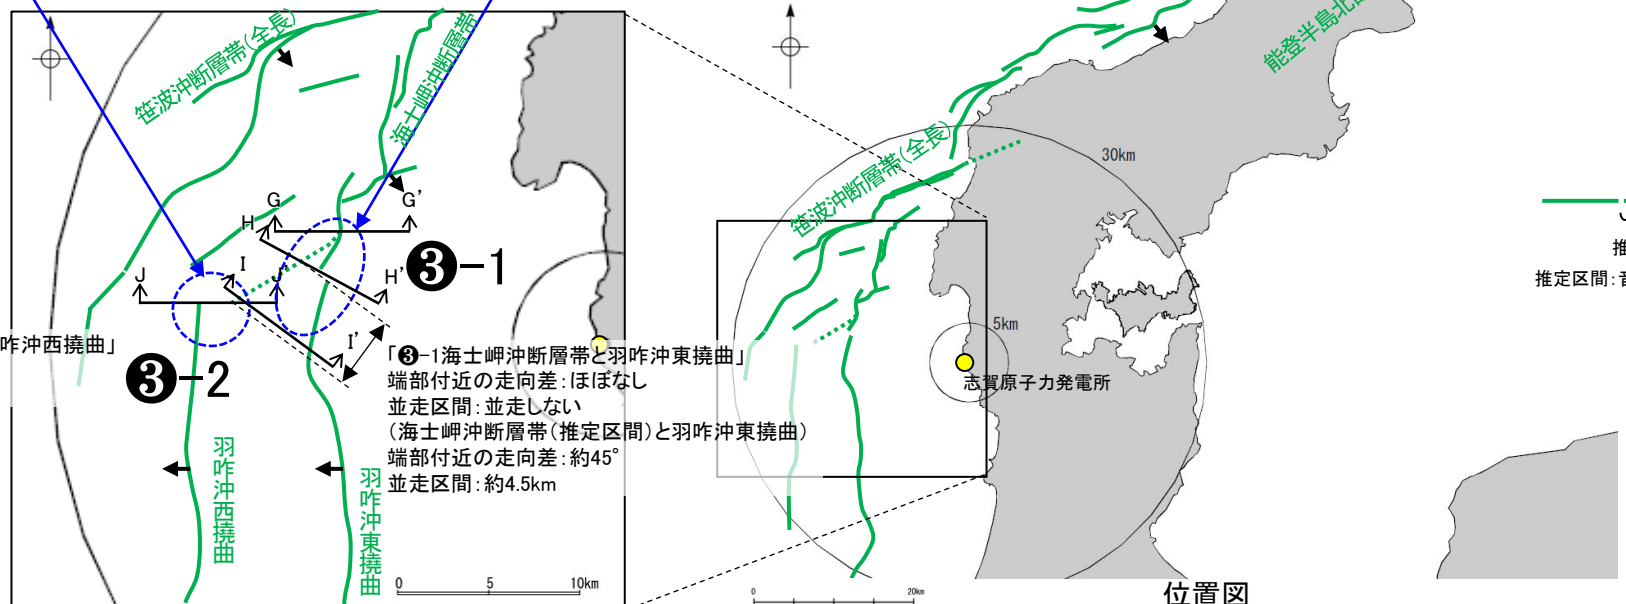 笹波沖断層帯(全長)
海士岬沖断層帯
G
G'
H
H'
❸-1
I
J
J'
I'
咋沖西撓曲」
❸-2
「❸-1海士岬沖断層帯と羽咋沖東撓曲」
端部付近の走向差:ほぼなし
並走区間:並走しない
(海士岬沖断層帯(推定区間)と羽咋沖東撓曲)
端部付近の走向差:約45°
並走区間:約4.5km
羽咋沖西撓曲
羽咋沖東撓曲
0 5 10km
能登半島北
笹波沖断層帯(全長)
30km
5km
志賀原子力発電所
0 20km
位置図
推
推定区間:音